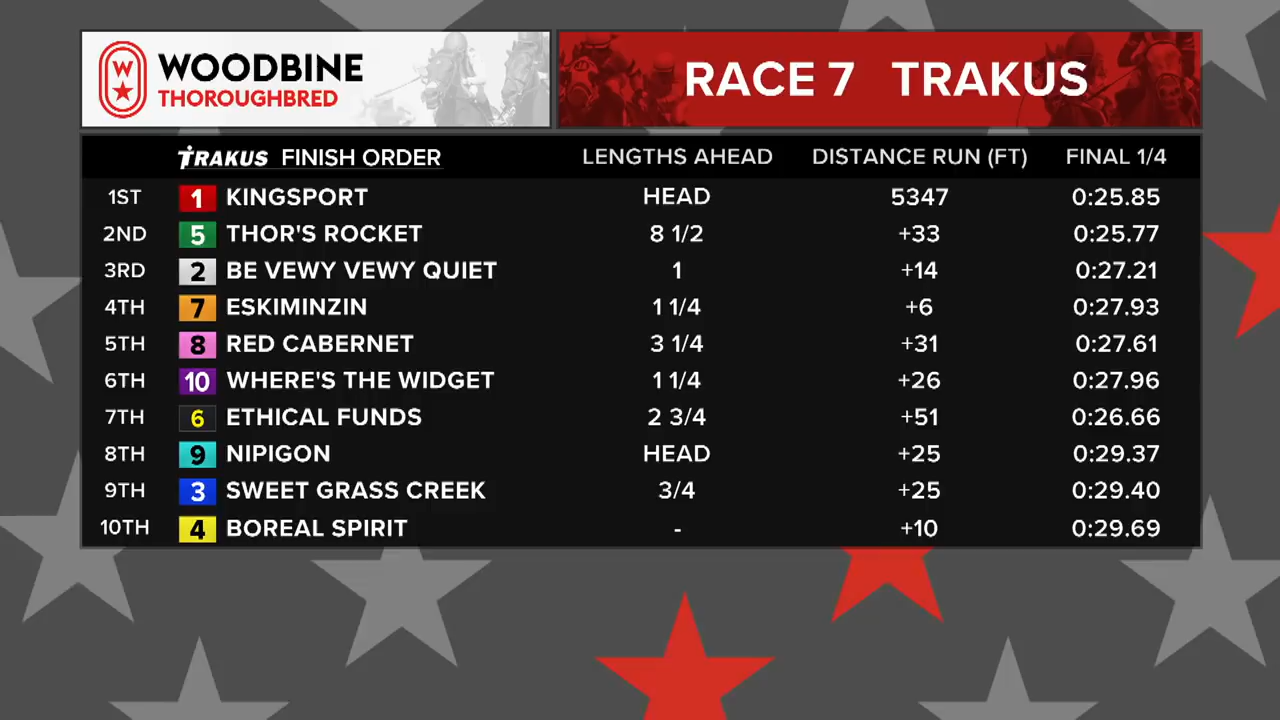 W
WOODBINE
THOROUGHBRED
RACE 7 TRAKUS
TRAKUS FINISH ORDER LENGTHS AHEAD DISTANCE RUN (FT) FINAL 1/4
1ST 1 KINGSPORT HEAD 5347 0:25.85
2ND 5 THOR'S ROCKET 8 1/2 +33 0:25.77
3RD 2 BE VEWY VEWY QUIET 1 +14 0:27.21
4TH 7 ESKIMINZIN 1 1/4 +6 0:27.93
5TH 8 RED CABERNET 3 1/4 +31 0:27.61
6TH 10 WHERE'S THE WIDGET 1 1/4 +26 0:27.96
7TH 6 ETHICAL FUNDS 2 3/4 +51 0:26.66
8TH 9 NIPIGON HEAD +25 0:29.37
9TH 3 SWEET GRASS CREEK 3/4 +25 0:29.40
10TH 4 BOREAL SPIRIT - +10 0:29.69